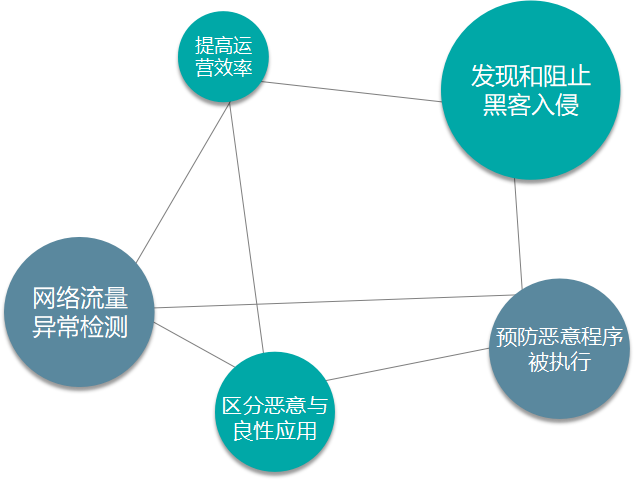 提高运
营效率
发现和阻止
黑客入侵
网络流量
异常检测
预防恶意程序
被执行
区分恶意与
良性应用